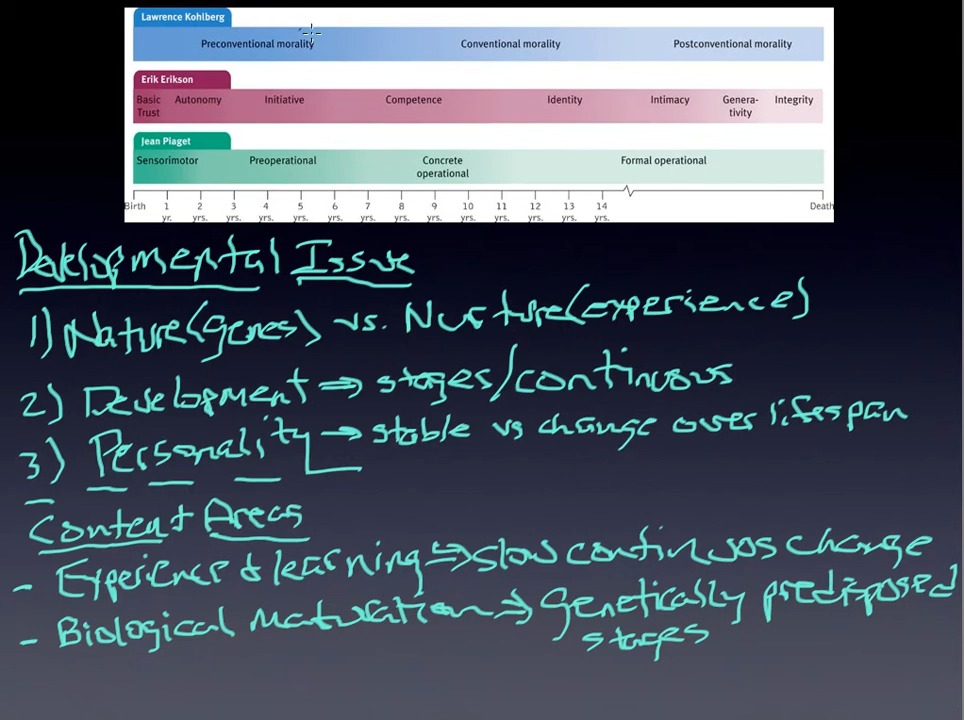 Lawrence Kohlberg
Preconventional morality Conventional morality Postconventional morality
Erik Erikson
Basic Trust Autonomy Initiative Competence Identity Intimacy Genera-tivity Integrity
Jean Piaget
Sensorimotor Preoperational Concrete operational Formal operational
Birth 1 yr. 2 yrs. 3 yrs. 4 yrs. 5 yrs. 6 yrs. 7 yrs. 8 yrs. 9 yrs. 10 yrs. 11 yrs. 12 yrs. 13 yrs. 14 yrs. Death
Developmental Issue
1) Nature(genes) vs. Nurture(experience)
2) Development ⇒ stages/continuous
3) Personality → stable vs change over lifespan
Content Areas
- Experience & learning ⇒ slow continuos change
- Biological Maturation ⇒ genetically predisposed
stages